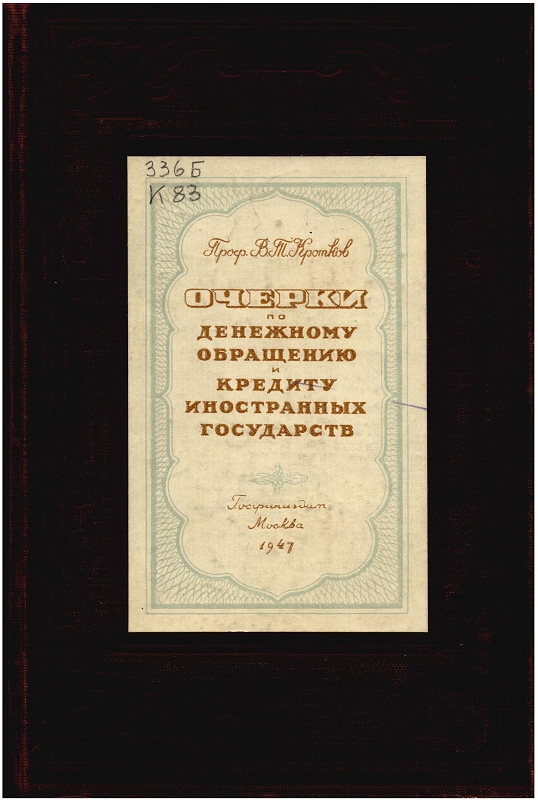 336Б
К83
Проф. В.Т. Кротков
ОЧЕРКИ
ПО
ДЕНЕЖНОМУ
ОБРАЩЕНИЮ
И
КРЕДИТУ
ИНОСТРАННЫХ
ГОСУДАРСТВ
Госфиниздат
Москва
1947